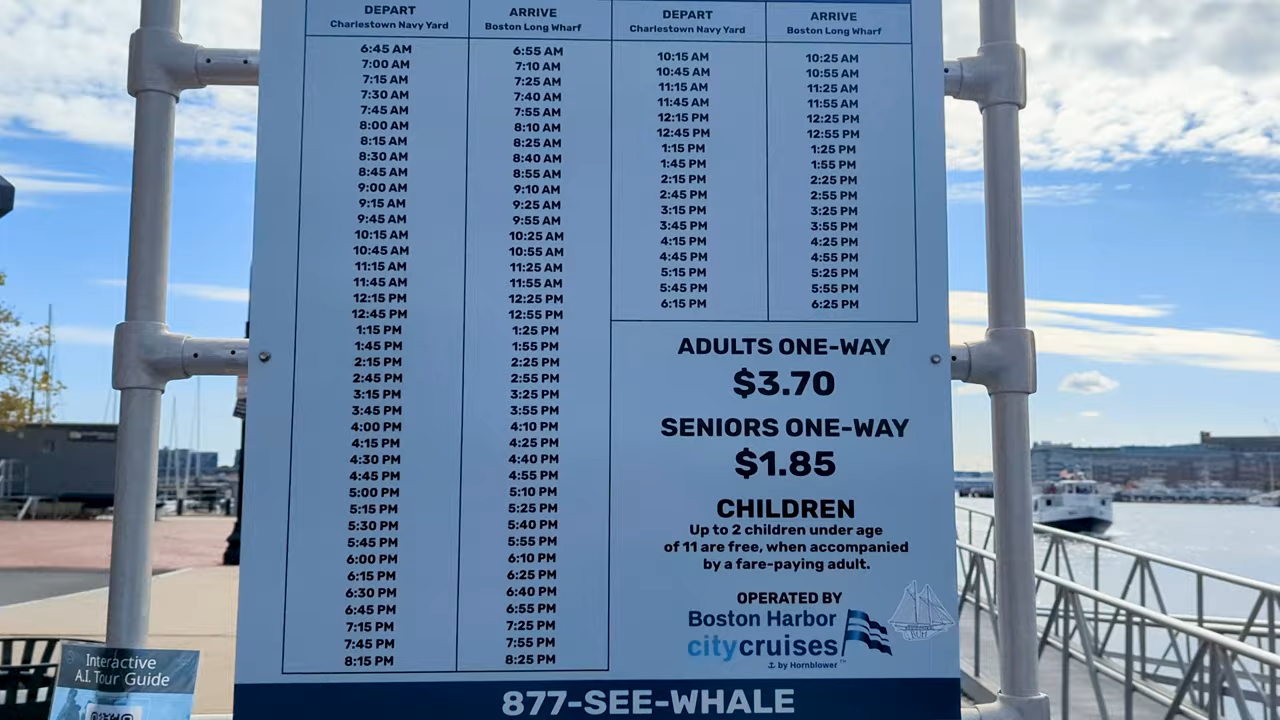 DEPART ARRIVE
Charlestown Navy Yard Boston Long Wharf
6:45 AM 6:55 AM
7:00 AM 7:10 AM
7:15 AM 7:25 AM
7:30 AM 7:40 AM
7:45 AM 7:55 AM
8:00 AM 8:10 AM
8:15 AM 8:25 AM
8:30 AM 8:40 AM
8:45 AM 8:55 AM
9:00 AM 9:10 AM
9:15 AM 9:25 AM
9:45 AM 9:55 AM
10:15 AM 10:25 AM
10:45 AM 10:55 AM
11:15 AM 11:25 AM
11:45 AM 11:55 AM
12:15 PM 12:25 PM
12:45 PM 12:55 PM
1:15 PM 1:25 PM
1:45 PM 1:55 PM
2:15 PM 2:25 PM
2:45 PM 2:55 PM
3:15 PM 3:25 PM
3:45 PM 3:55 PM
4:00 PM 4:10 PM
4:15 PM 4:25 PM
4:30 PM 4:40 PM
4:45 PM 4:55 PM
5:00 PM 5:10 PM
5:15 PM 5:25 PM
5:30 PM 5:40 PM
5:45 PM 5:55 PM
6:00 PM 6:10 PM
6:15 PM 6:25 PM
6:30 PM 6:40 PM
6:45 PM 6:55 PM
7:15 PM 7:25 PM
7:45 PM 7:55 PM
8:15 PM 8:25 PM
DEPART ARRIVE
Charlestown Navy Yard Boston Long Wharf
10:15 AM 10:25 AM
10:45 AM 10:55 AM
11:15 AM 11:25 AM
11:45 AM 11:55 AM
12:15 PM 12:25 PM
12:45 PM 12:55 PM
1:15 PM 1:25 PM
1:45 PM 1:55 PM
2:15 PM 2:25 PM
2:45 PM 2:55 PM
3:15 PM 3:25 PM
3:45 PM 3:55 PM
4:15 PM 4:25 PM
4:45 PM 4:55 PM
5:15 PM 5:25 PM
5:45 PM 5:55 PM
6:15 PM 6:25 PM
ADULTS ONE-WAY
$3.70
SENIORS ONE-WAY
$1.85
CHILDREN
Up to 2 children under age
of 11 are free, when accompanied
by a fare-paying adult.
OPERATED BY
Boston Harbor
citycruises
by Hornblower™
877-SEE-WHALE
Interactive
A.I. Tour Guide